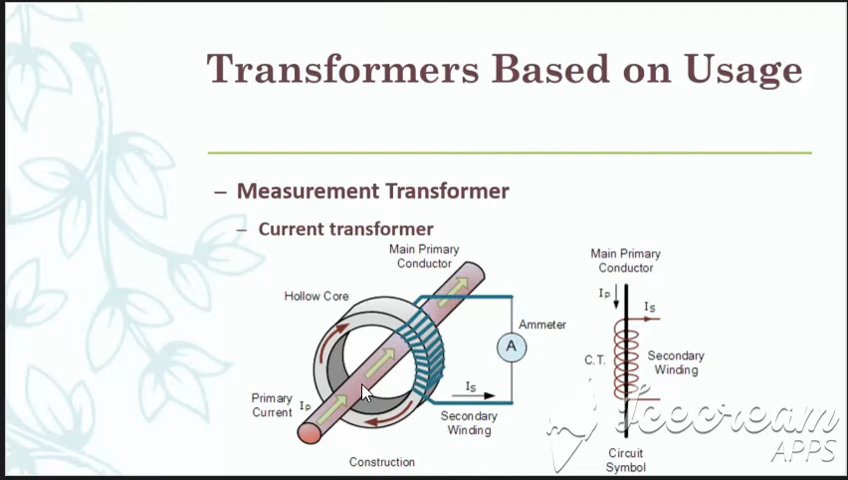 Transformers Based on Usage
– Measurement Transformer
– Current transformer
Main Primary
Conductor
Hollow Core
Ammeter
A
Primary
Current Ip
Is
Secondary
Winding
Construction
Main Primary
Conductor
Ip
Is
C.T.
Secondary
Winding
Circuit
Symbol
Icecream
APPS